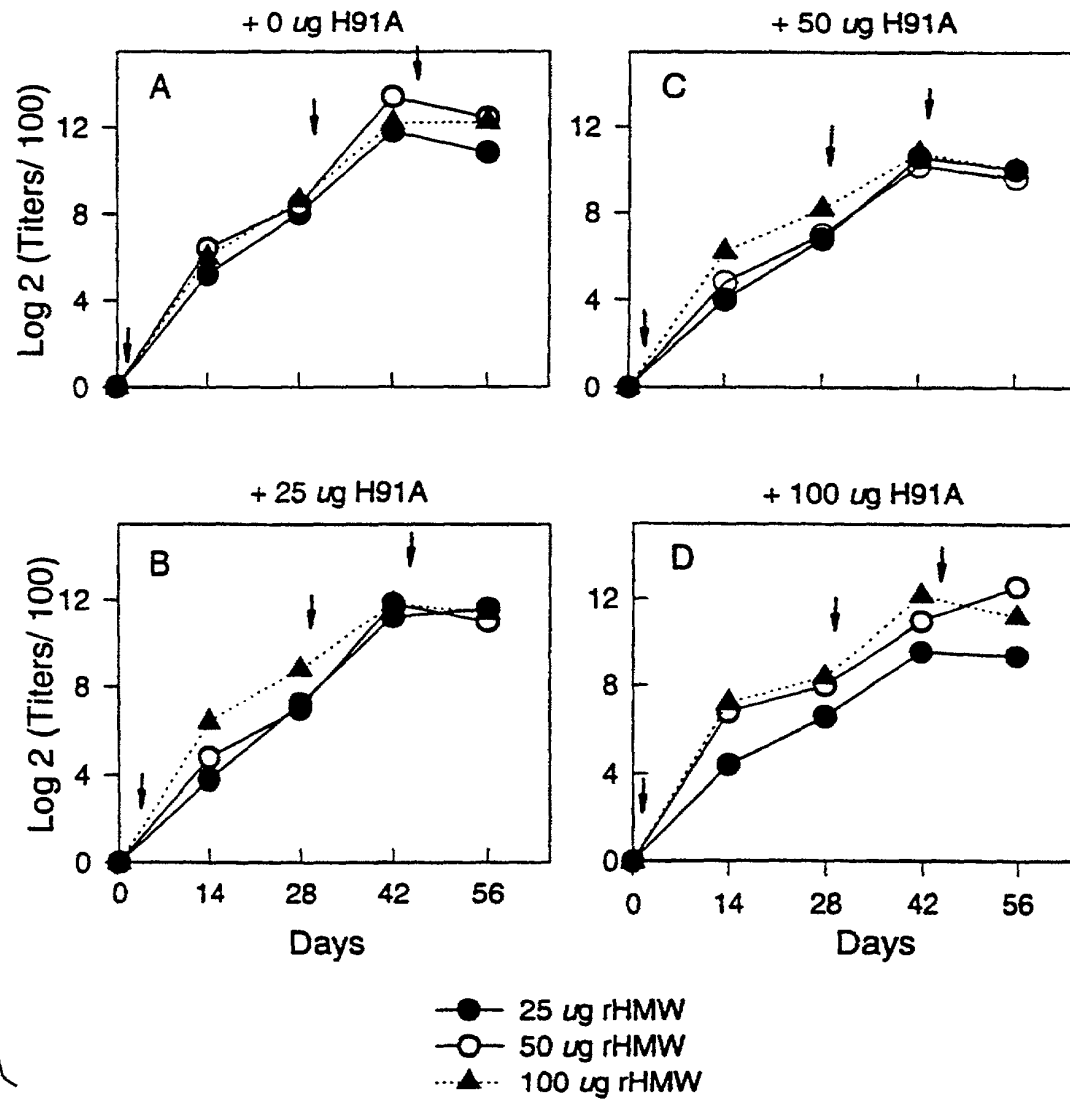 + 0 ug H91A
A
Log 2 (Titers/ 100)
12
8
4
0
+ 50 ug H91A
C
12
8
4
0
+ 25 ug H91A
B
Log 2 (Titers/ 100)
12
8
4
0
0 14 28 42 56
Days
+ 100 ug H91A
D
12
8
4
0
0 14 28 42 56
Days
25 ug rHMW
50 ug rHMW
100 ug rHMW